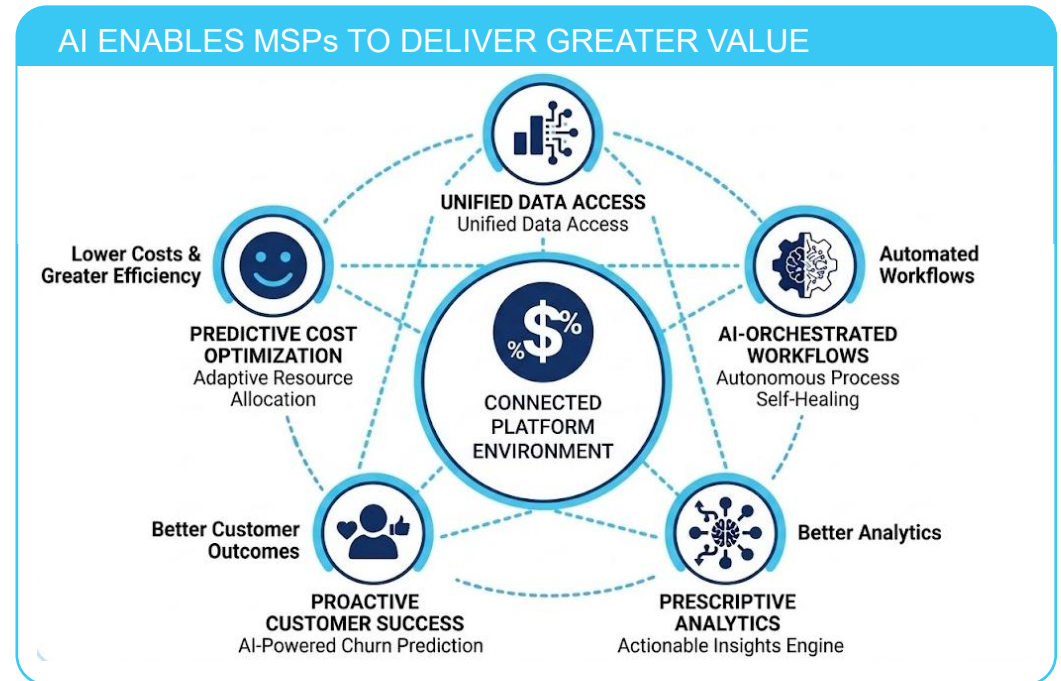 AI ENABLES MSPs TO DELIVER GREATER VALUE
UNIFIED DATA ACCESS
Unified Data Access
Lower Costs &
Greater Efficiency
PREDICTIVE COST
OPTIMIZATION
Adaptive Resource
Allocation
$
%
%
CONNECTED
PLATFORM
ENVIRONMENT
Automated
Workflows
AI-ORCHESTRATED
WORKFLOWS
Autonomous Process
Self-Healing
Better Customer
Outcomes
PROACTIVE
CUSTOMER SUCCESS
AI-Powered Churn Prediction
Better Analytics
PRESCRIPTIVE
ANALYTICS
Actionable Insights Engine